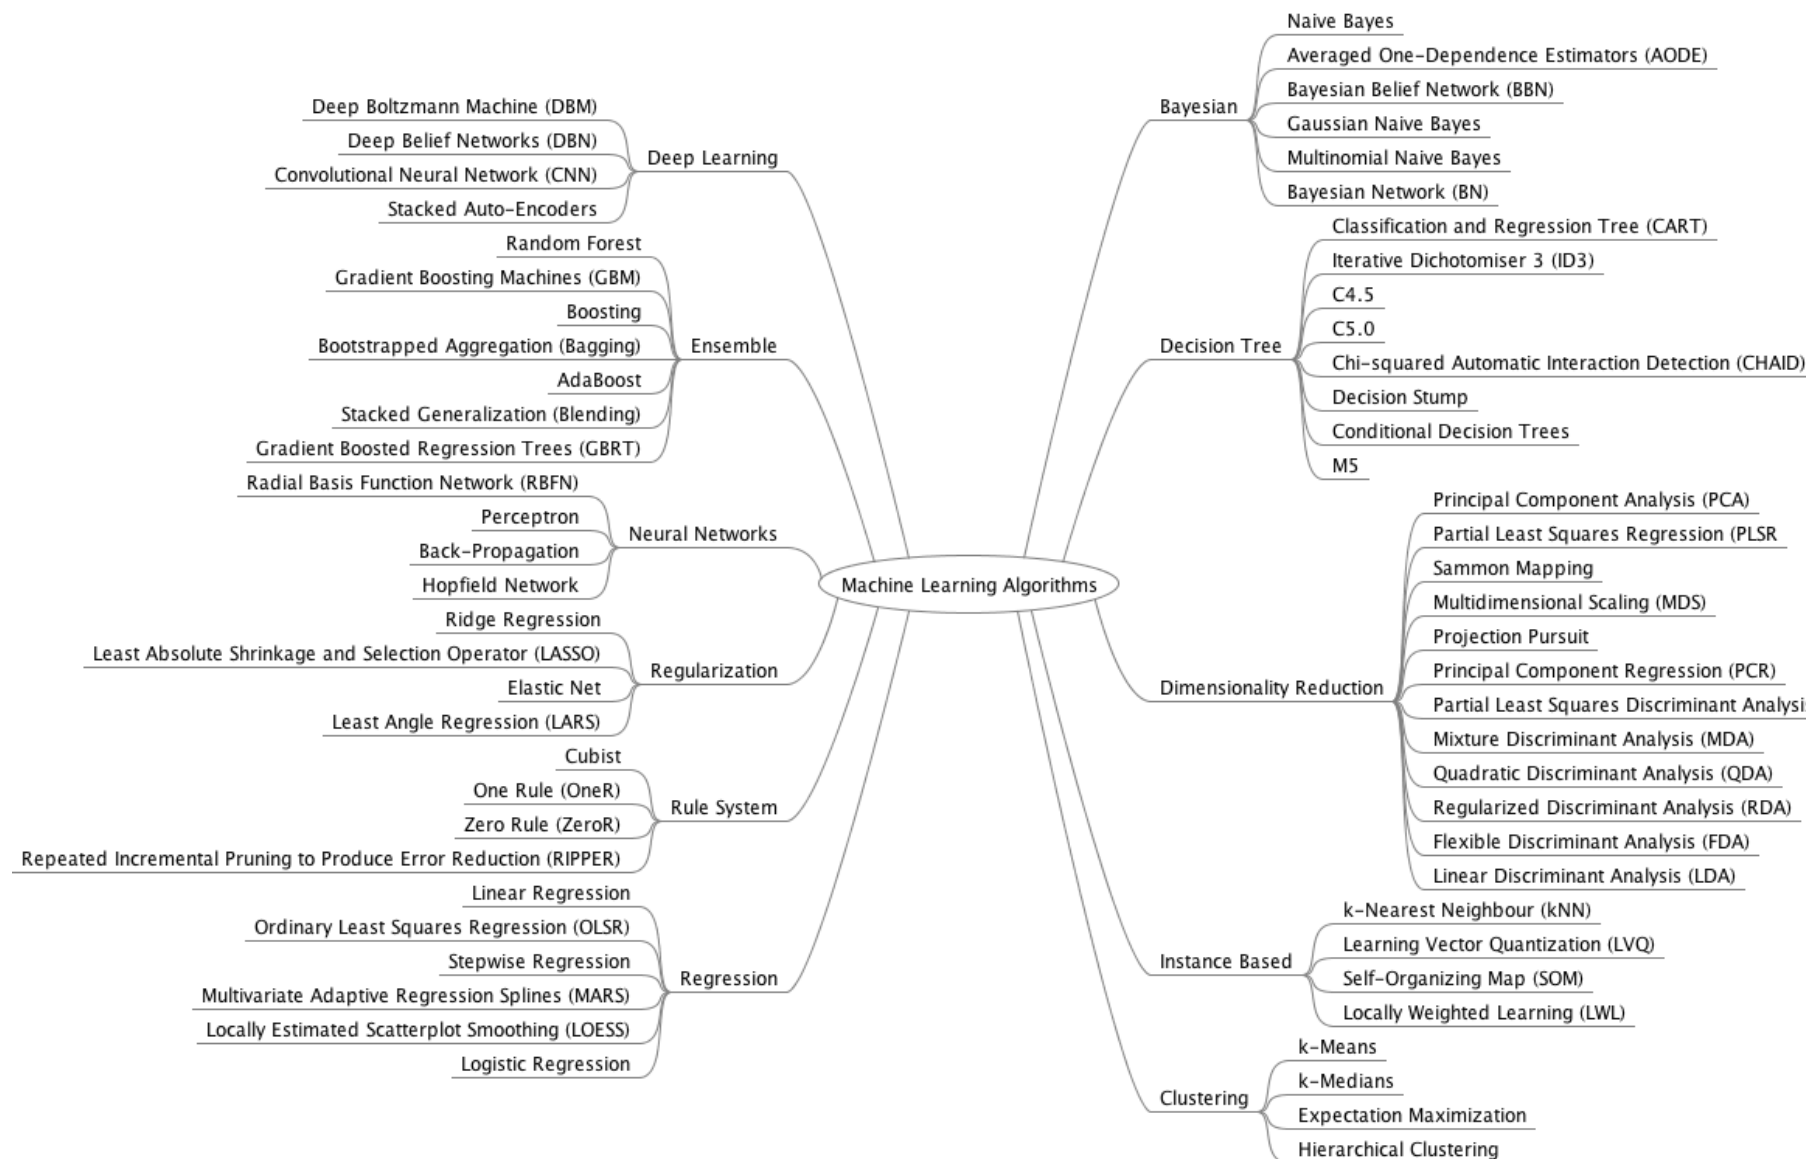 Machine Learning Algorithms
Deep Learning
Deep Boltzmann Machine (DBM)
Deep Belief Networks (DBN)
Convolutional Neural Network (CNN)
Stacked Auto-Encoders
Ensemble
Random Forest
Gradient Boosting Machines (GBM)
Boosting
Bootstrapped Aggregation (Bagging)
AdaBoost
Stacked Generalization (Blending)
Gradient Boosted Regression Trees (GBRT)
Neural Networks
Radial Basis Function Network (RBFN)
Perceptron
Back-Propagation
Hopfield Network
Regularization
Ridge Regression
Least Absolute Shrinkage and Selection Operator (LASSO)
Elastic Net
Least Angle Regression (LARS)
Rule System
Cubist
One Rule (OneR)
Zero Rule (ZeroR)
Repeated Incremental Pruning to Produce Error Reduction (RIPPER)
Regression
Linear Regression
Ordinary Least Squares Regression (OLSR)
Stepwise Regression
Multivariate Adaptive Regression Splines (MARS)
Locally Estimated Scatterplot Smoothing (LOESS)
Logistic Regression
Bayesian
Naive Bayes
Averaged One-Dependence Estimators (AODE)
Bayesian Belief Network (BBN)
Gaussian Naive Bayes
Multinomial Naive Bayes
Bayesian Network (BN)
Decision Tree
Classification and Regression Tree (CART)
Iterative Dichotomiser 3 (ID3)
C4.5
C5.0
Chi-squared Automatic Interaction Detection (CHAID)
Decision Stump
Conditional Decision Trees
M5
Dimensionality Reduction
Principal Component Analysis (PCA)
Partial Least Squares Regression (PLSR
Sammon Mapping
Multidimensional Scaling (MDS)
Projection Pursuit
Principal Component Regression (PCR)
Partial Least Squares Discriminant Analysis
Mixture Discriminant Analysis (MDA)
Quadratic Discriminant Analysis (QDA)
Regularized Discriminant Analysis (RDA)
Flexible Discriminant Analysis (FDA)
Linear Discriminant Analysis (LDA)
Instance Based
k-Nearest Neighbour (kNN)
Learning Vector Quantization (LVQ)
Self-Organizing Map (SOM)
Locally Weighted Learning (LWL)
Clustering
k-Means
k-Medians
Expectation Maximization
Hierarchical Clustering